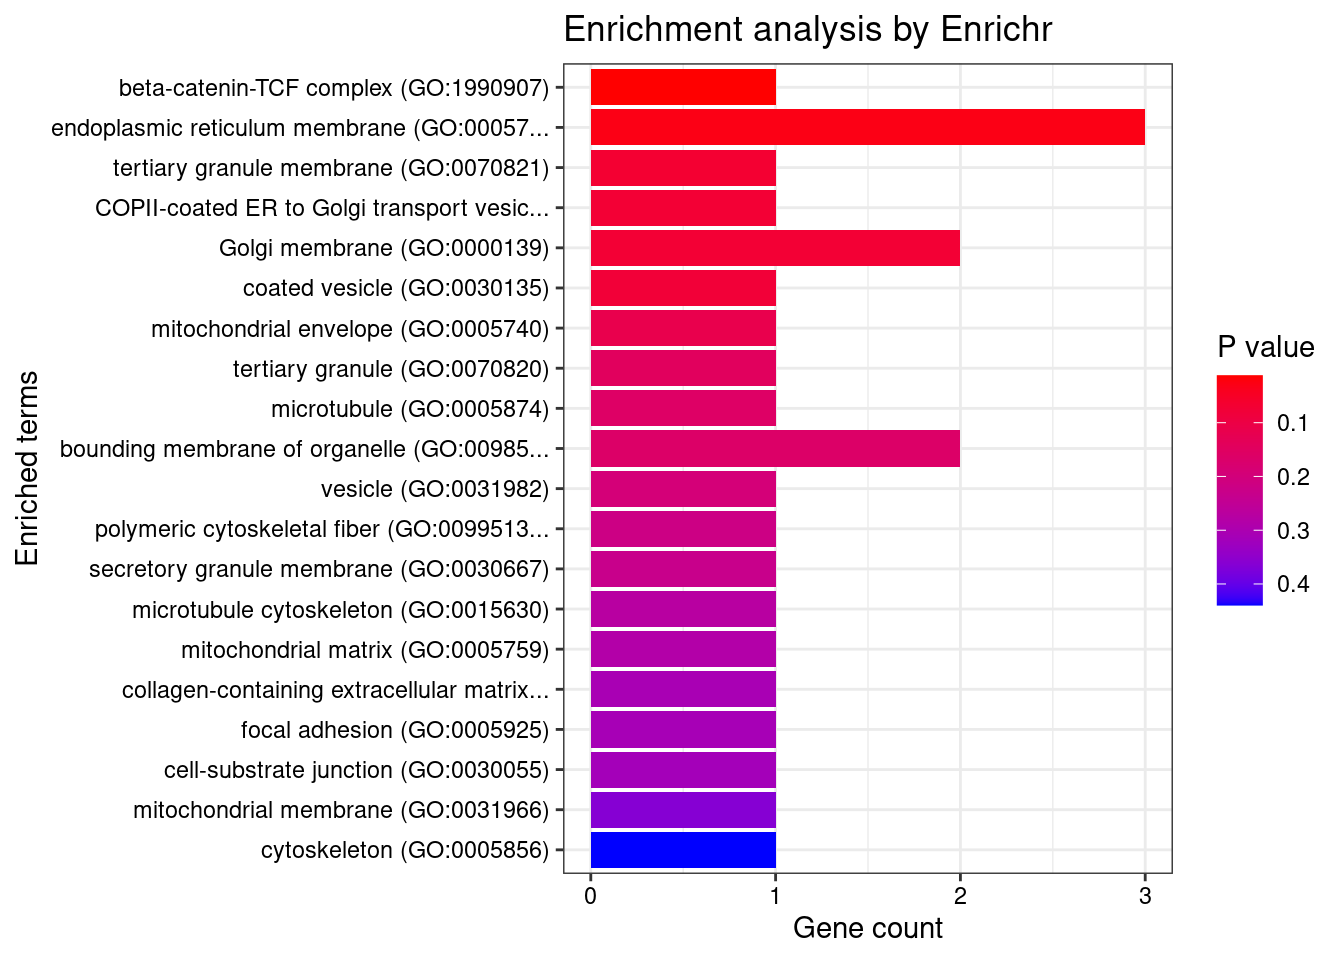 Enrichment analysis by Enrichr
Enriched terms
beta-catenin-TCF complex (GO:1990907)
endoplasmic reticulum membrane (GO:00057...
tertiary granule membrane (GO:0070821)
COPII-coated ER to Golgi transport vesic...
Golgi membrane (GO:0000139)
coated vesicle (GO:0030135)
mitochondrial envelope (GO:0005740)
tertiary granule (GO:0070820)
microtubule (GO:0005874)
bounding membrane of organelle (GO:00985...
vesicle (GO:0031982)
polymeric cytoskeletal fiber (GO:0099513...
secretory granule membrane (GO:0030667)
microtubule cytoskeleton (GO:0015630)
mitochondrial matrix (GO:0005759)
collagen-containing extracellular matrix...
focal adhesion (GO:0005925)
cell-substrate junction (GO:0030055)
mitochondrial membrane (GO:0031966)
cytoskeleton (GO:0005856)
0 1 2 3
Gene count
P value
0.1
0.2
0.3
0.4